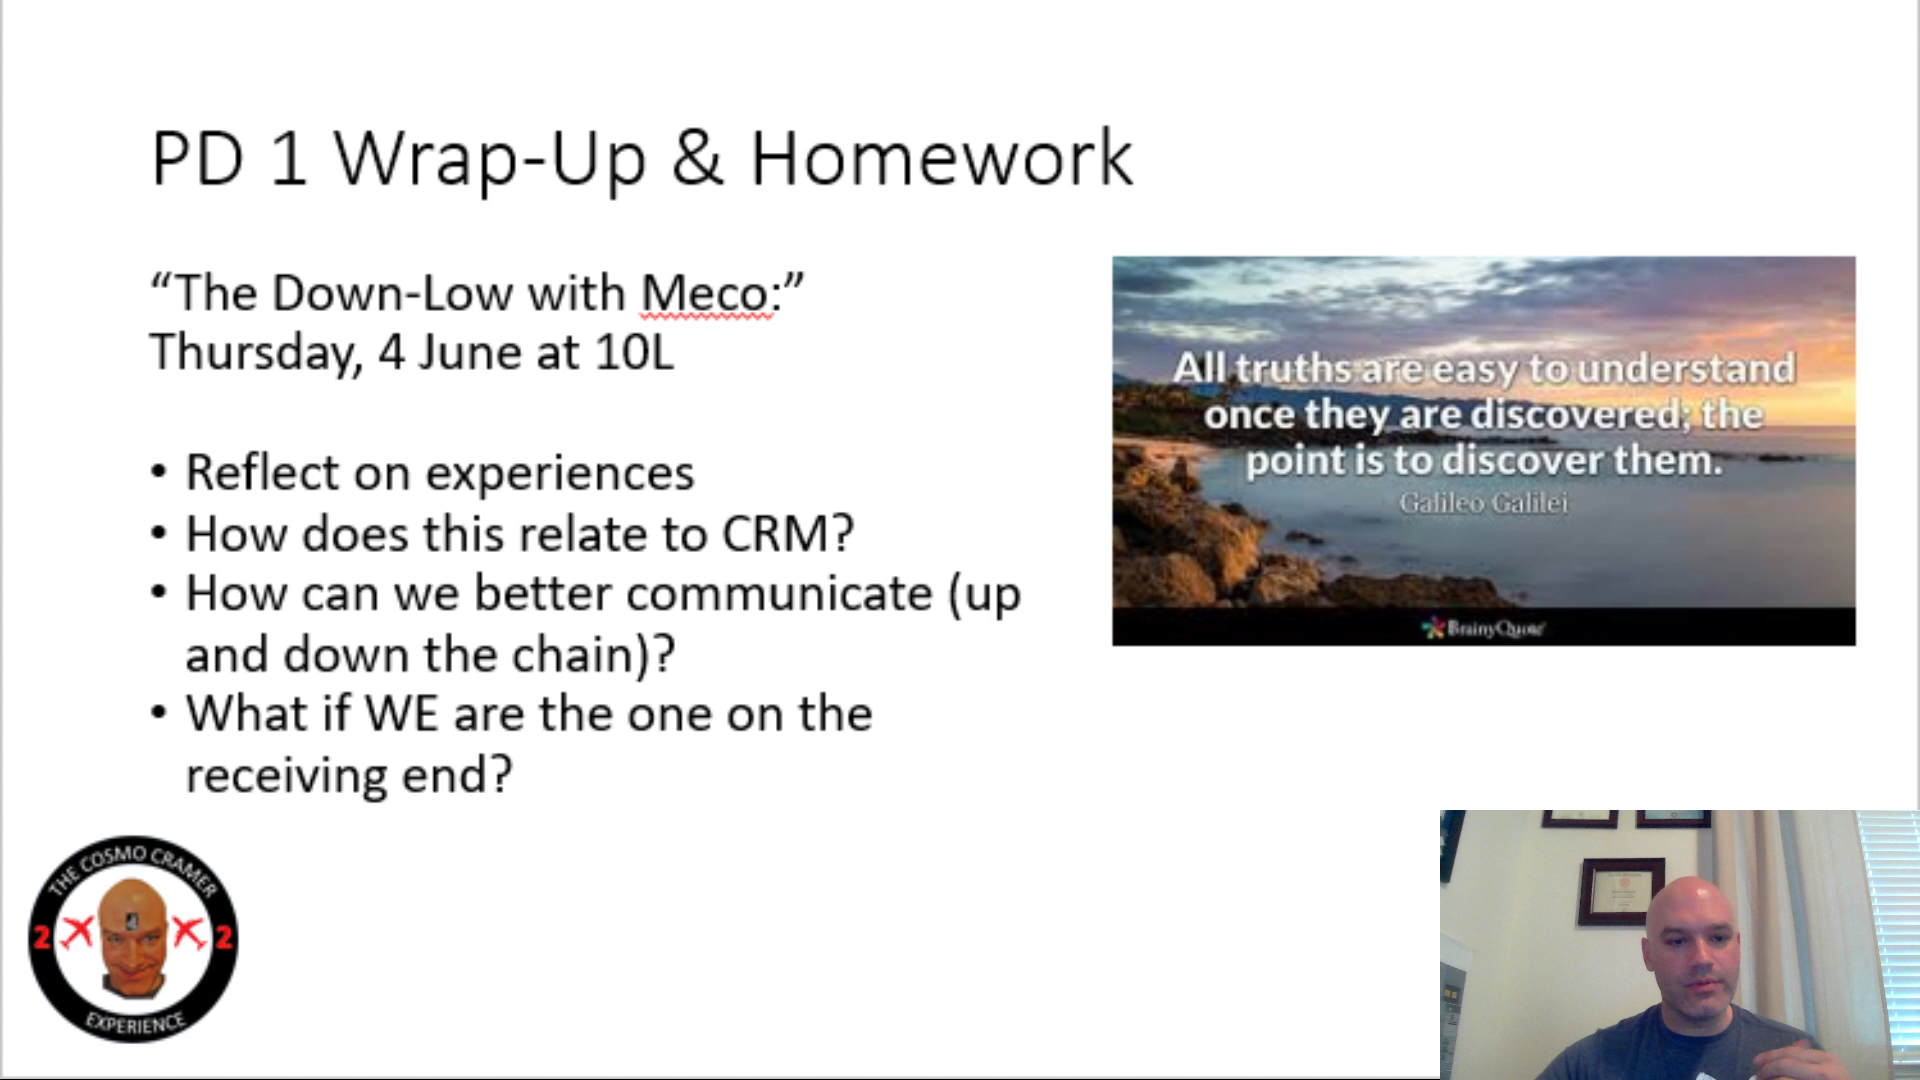 PD 1 Wrap-Up & Homework
“The Down-Low with Meco:”
Thursday, 4 June at 10L
• Reflect on experiences
• How does this relate to CRM?
• How can we better communicate (up
and down the chain)?
• What if WE are the one on the
receiving end?
All truths are easy to understand
once they are discovered; the
point is to discover them.
Galileo Galilei
BrainyQuote
THE COSMO CRAMER
2 2
EXPERIENCE